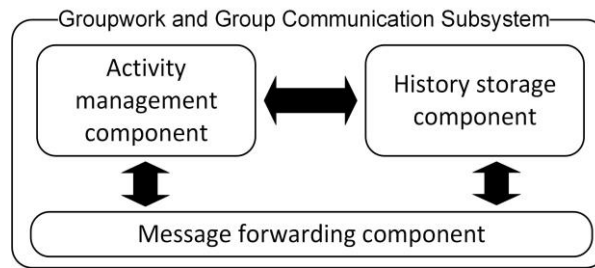 Groupwork and Group Communication Subsystem
Activity
management
component
History storage
component
Message forwarding component